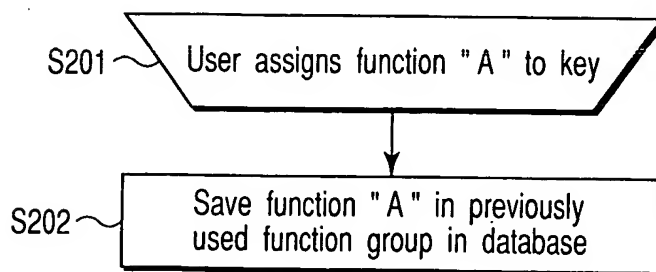 S201
User assigns function "A" to key
S202
Save function "A" in previously
used function group in database